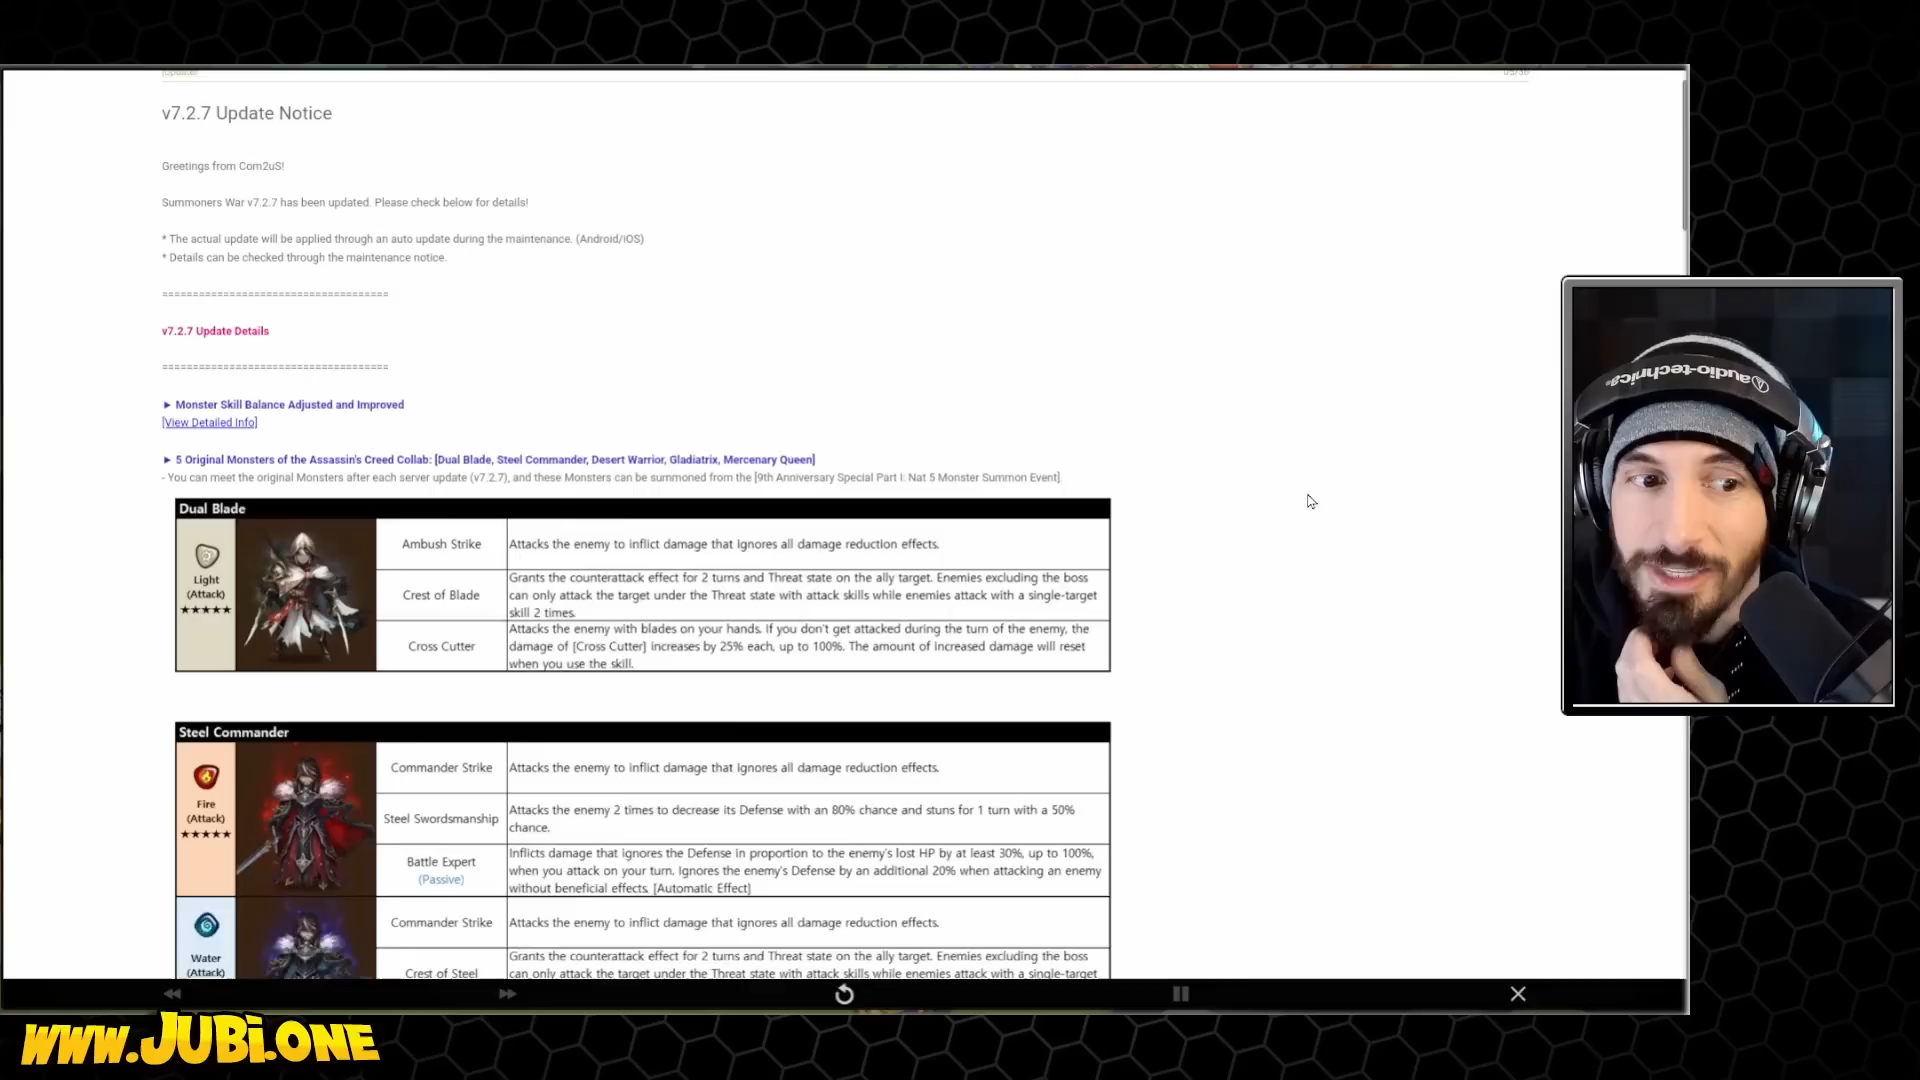 [Update]
v7.2.7 Update Notice
Greetings from Com2uS!
Summoners War v7.2.7 has been updated. Please check below for details!
* The actual update will be applied through an auto update during the maintenance. (Android/iOS)
* Details can be checked through the maintenance notice.
=====================================
v7.2.7 Update Details
=====================================
► Monster Skill Balance Adjusted and Improved
[View Detailed Info]
► 5 Original Monsters of the Assassin's Creed Collab: [Dual Blade, Steel Commander, Desert Warrior, Gladiatrix, Mercenary Queen]
- You can meet the original Monsters after each server update (v7.2.7), and these Monsters can be summoned from the [9th Anniversary Special Part I: Nat 5 Monster Summon Event].
Dual Blade
Light
(Attack)
★★★★★
Ambush Strike
Attacks the enemy to inflict damage that ignores all damage reduction effects.
Crest of Blade
Grants the counterattack effect for 2 turns and Threat state on the ally target. Enemies excluding the boss
can only attack the target under the Threat state with attack skills while enemies attack with a single-target
skill 2 times.
Cross Cutter
Attacks the enemy with blades on your hands. If you don't get attacked during the turn of the enemy, the
damage of [Cross Cutter] increases by 25% each, up to 100%. The amount of increased damage will reset
when you use the skill.
Steel Commander
Fire
(Attack)
★★★★★
Commander Strike
Attacks the enemy to inflict damage that ignores all damage reduction effects.
Steel Swordsmanship
Attacks the enemy 2 times to decrease its Defense with an 80% chance and stuns for 1 turn with a 50%
chance.
Battle Expert
(Passive)
Inflicts damage that ignores the Defense in proportion to the enemy's lost HP by at least 30%, up to 100%,
when you attack on your turn. Ignores the enemy's Defense by an additional 20% when attacking an enemy
without beneficial effects. [Automatic Effect]
Water
(Attack)
Commander Strike
Attacks the enemy to inflict damage that ignores all damage reduction effects.
Crest of Steel
Grants the counterattack effect for 2 turns and Threat state on the ally target. Enemies excluding the boss
can only attack the target under the Threat state with attack skills while enemies attack with a single-target
audio-technica
WWW.JUBi.ONE